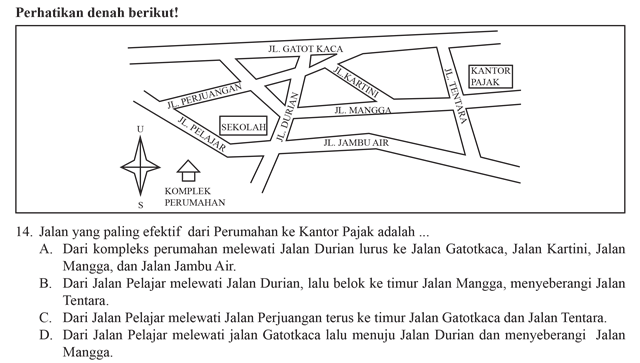 Perhatikan denah berikut!
JL. GATOT KACA
JL. KARTINI
KANTOR
PAJAK
JL. TENTARA
JL. PERJUANGAN
JL. DURIAN
JL. MANGGA
JL. PELAJAR
SEKOLAH
U
JL. JAMBU AIR
KOMPLEK
PERUMAHAN
S
14. Jalan yang paling efektif dari Perumahan ke Kantor Pajak adalah ...
A. Dari kompleks perumahan melewati Jalan Durian lurus ke Jalan Gatotkaca, Jalan Kartini, Jalan
Mangga, dan Jalan Jambu Air.
B. Dari Jalan Pelajar melewati Jalan Durian, lalu belok ke timur Jalan Mangga, menyeberangi Jalan
Tentara.
C. Dari Jalan Pelajar melewati Jalan Perjuangan terus ke timur Jalan Gatotkaca dan Jalan Tentara.
D. Dari Jalan Pelajar melewati jalan Gatotkaca lalu menuju Jalan Durian dan menyeberangi Jalan
Mangga.